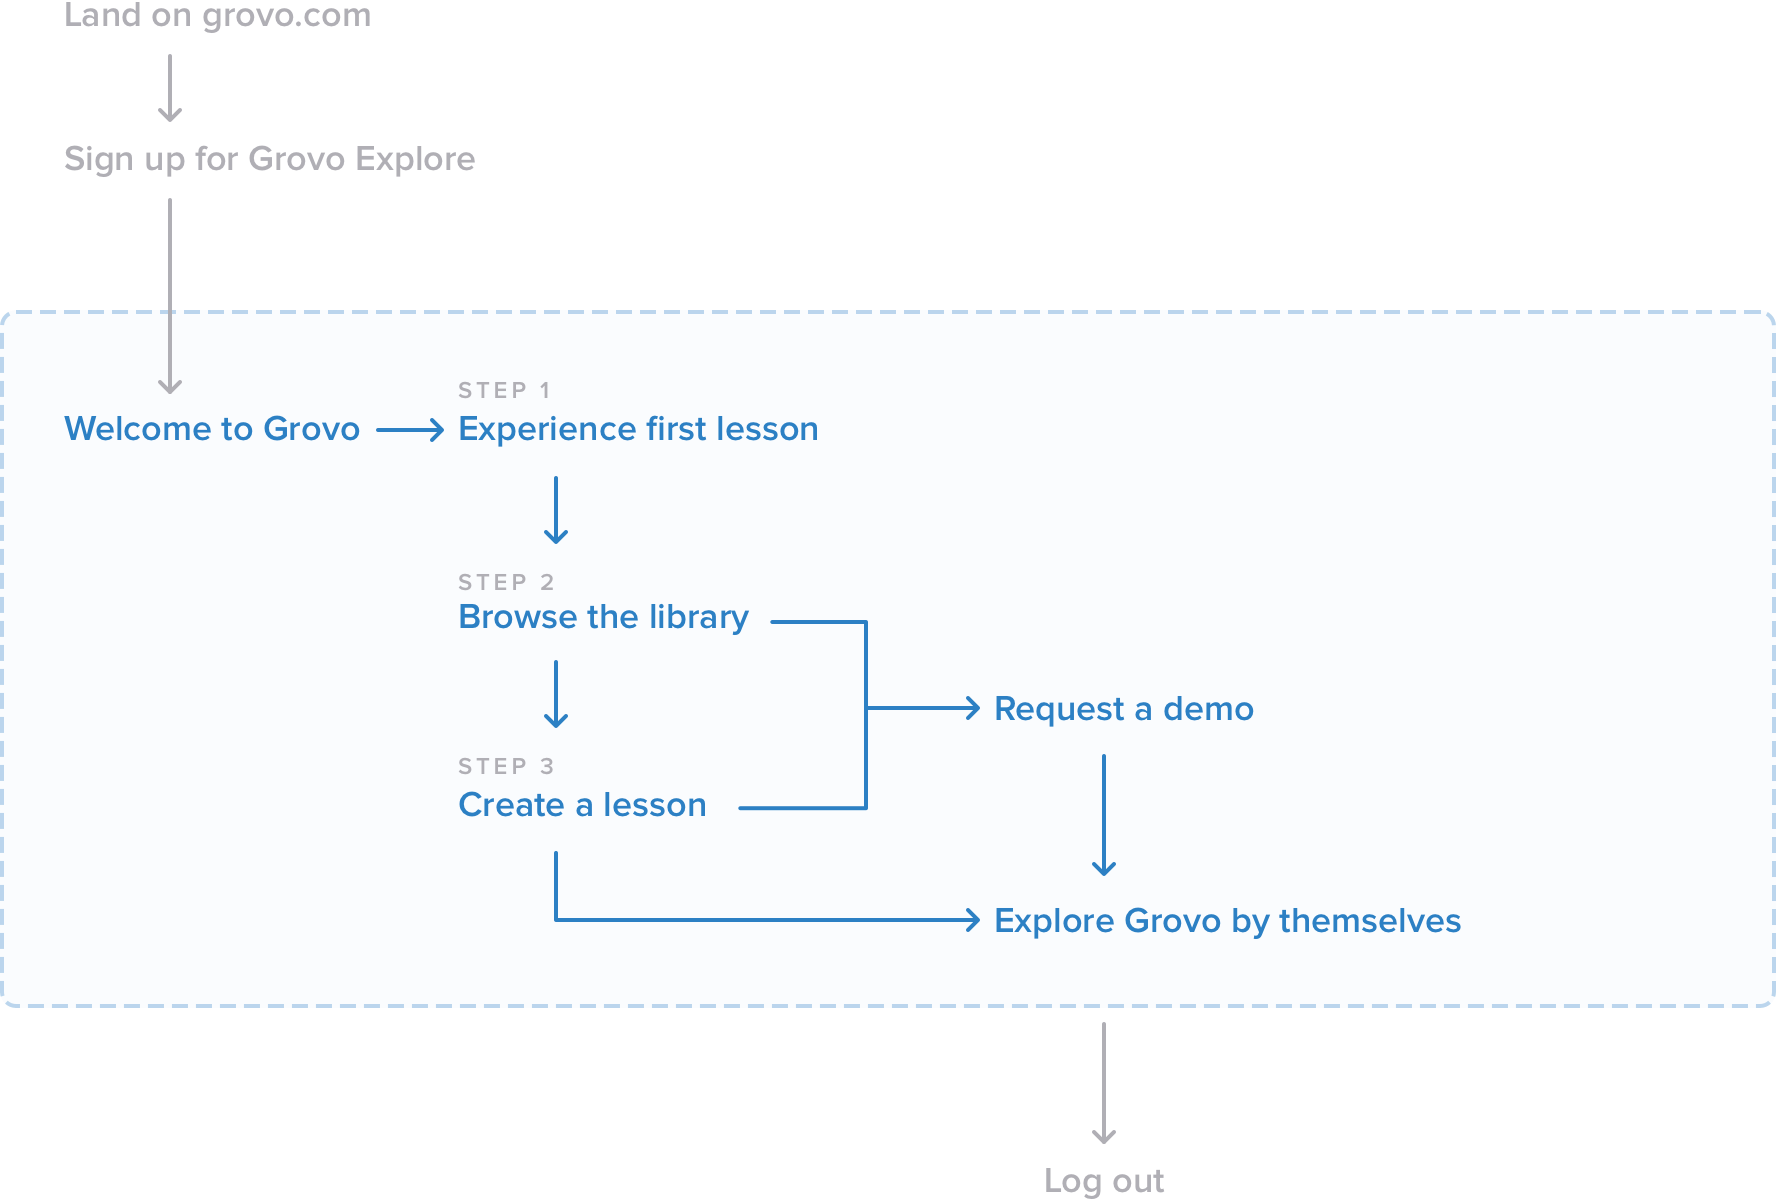 Land on grovo.com
Sign up for Grovo Explore
STEP 1
Welcome to Grovo
Experience first lesson
STEP 2
Browse the library
Request a demo
STEP 3
Create a lesson
Explore Grovo by themselves
Log out